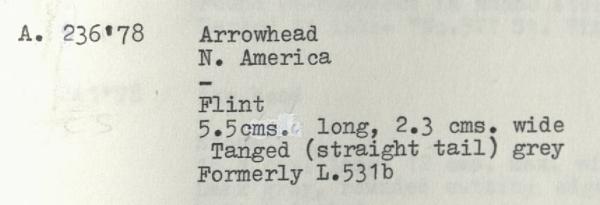 A. 236'78 Arrowhead
N. America
-
Flint
5.5cms. long, 2.3 cms. wide
Tanged (straight tail) grey
Formerly L.531b